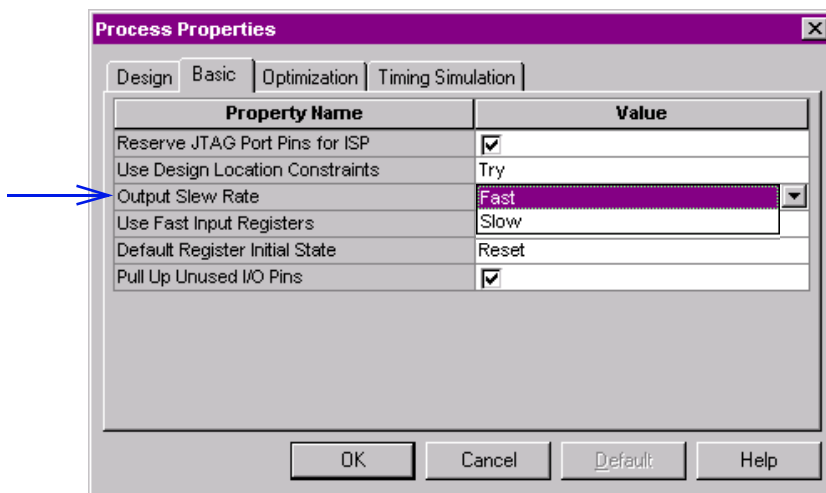 Process Properties
Design Basic Optimization Timing Simulation
Property Name Value
Reserve JTAG Port Pins for ISP
Use Design Location Constraints Try
Output Slew Rate Fast
Use Fast Input Registers Slow
Default Register Initial State Reset
Pull Up Unused I/O Pins
OK Cancel Default Help